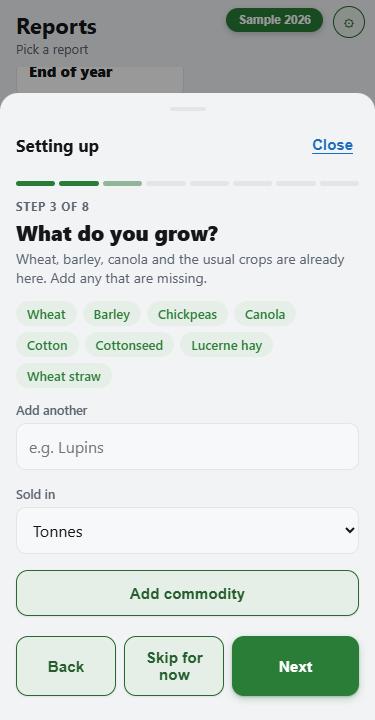 Reports
Sample 2026
Pick a report
End of year
Setting up
Close
STEP 3 OF 8
What do you grow?
Wheat, barley, canola and the usual crops are already
here. Add any that are missing.
Wheat
Barley
Chickpeas
Canola
Cotton
Cottonseed
Lucerne hay
Wheat straw
Add another
e.g. Lupins
Sold in
Tonnes
Add commodity
Back
Skip for
now
Next